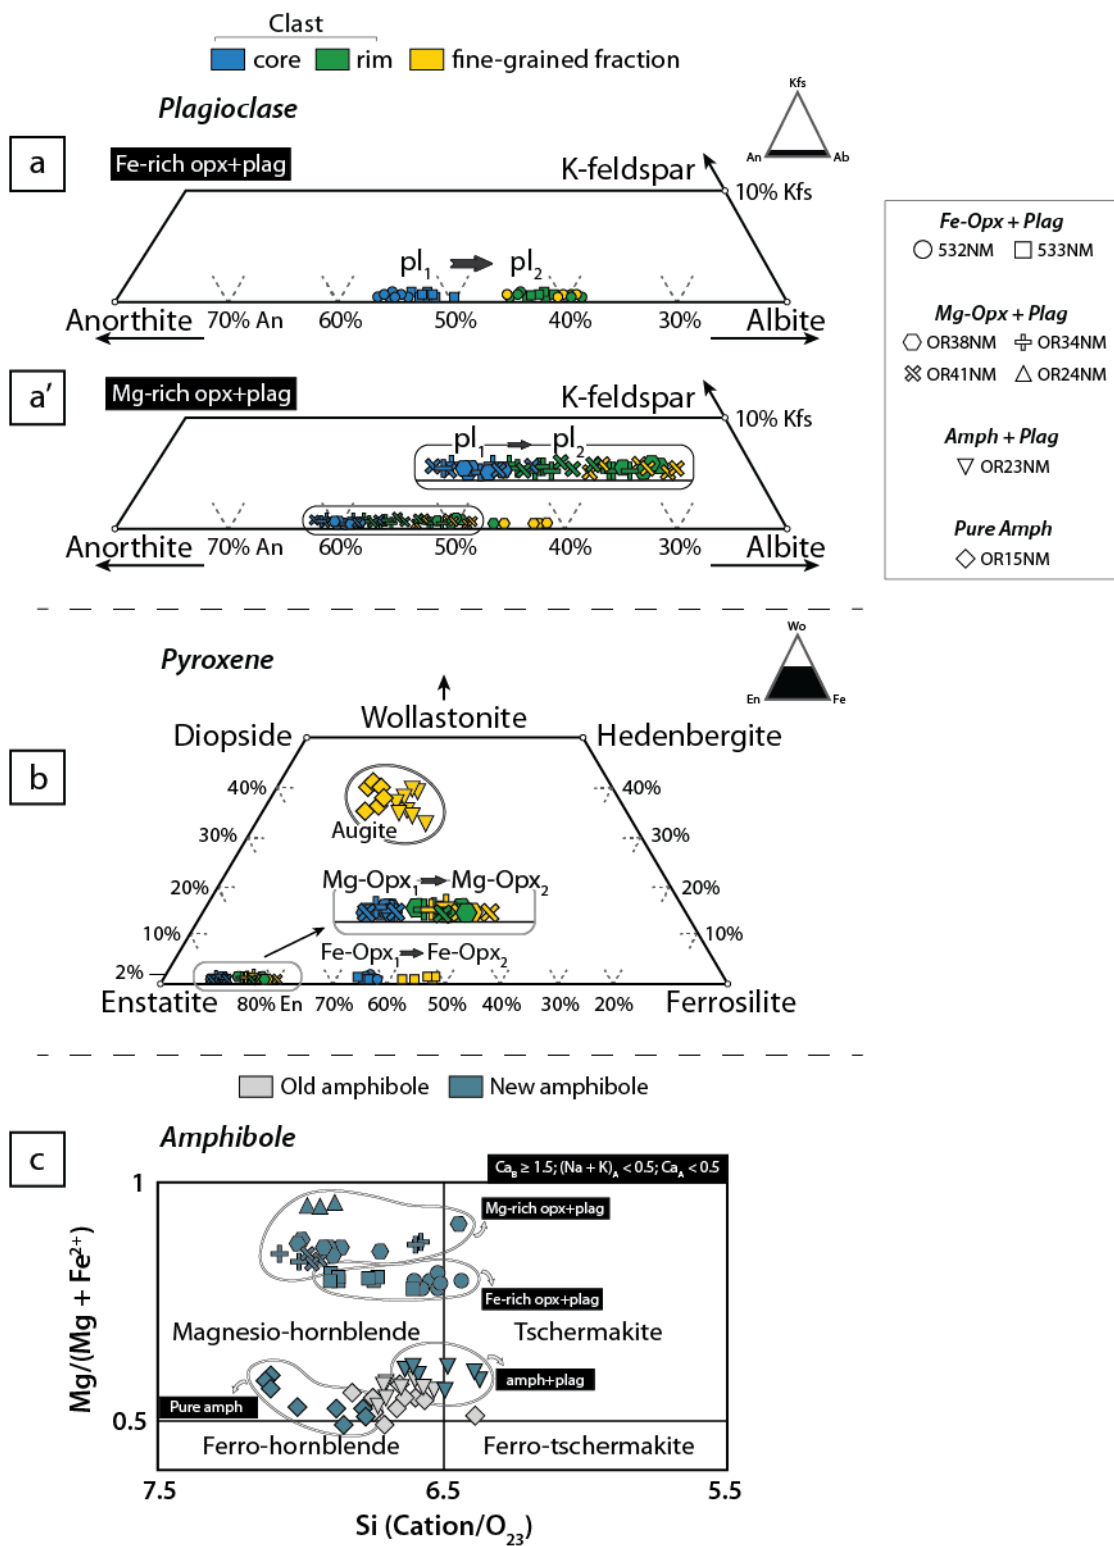 Clast
core rim fine-grained fraction
Plagioclase
Kfs
An Ab
a
Fe-rich opx+plag
K-feldspar
10% Kfs
pl1 pl2
Anorthite 70% An 60% 50% 40% 30% Albite
a′
Mg-rich opx+plag
K-feldspar
10% Kfs
pl1 pl2
Anorthite 70% An 60% 50% 40% 30% Albite
Fe-Opx + Plag
532NM 533NM
Mg-Opx + Plag
OR38NM OR34NM
OR41NM OR24NM
Amph + Plag
OR23NM
Pure Amph
OR15NM
Pyroxene
Wo
En Fe
b
Wollastonite
Diopside Hedenbergite
40% 40%
Augite
30% 30%
Mg-Opx1 Mg-Opx2
20% 20%
10% 10%
Fe-Opx1 Fe-Opx2
2%
Enstatite 80% En 70% 60% 50% 40% 30% 20% Ferrosilite
Old amphibole New amphibole
Amphibole
c
CaB ≥ 1.5; (Na + K)A < 0.5; CaA < 0.5
1
Mg-rich opx+plag
Fe-rich opx+plag
Magnesio-hornblende Tschermakite
amph+plag
Pure amph
0.5
Ferro-hornblende Ferro-tschermakite
7.5 6.5 5.5
Mg/(Mg + Fe2+)
Si (Cation/O23)